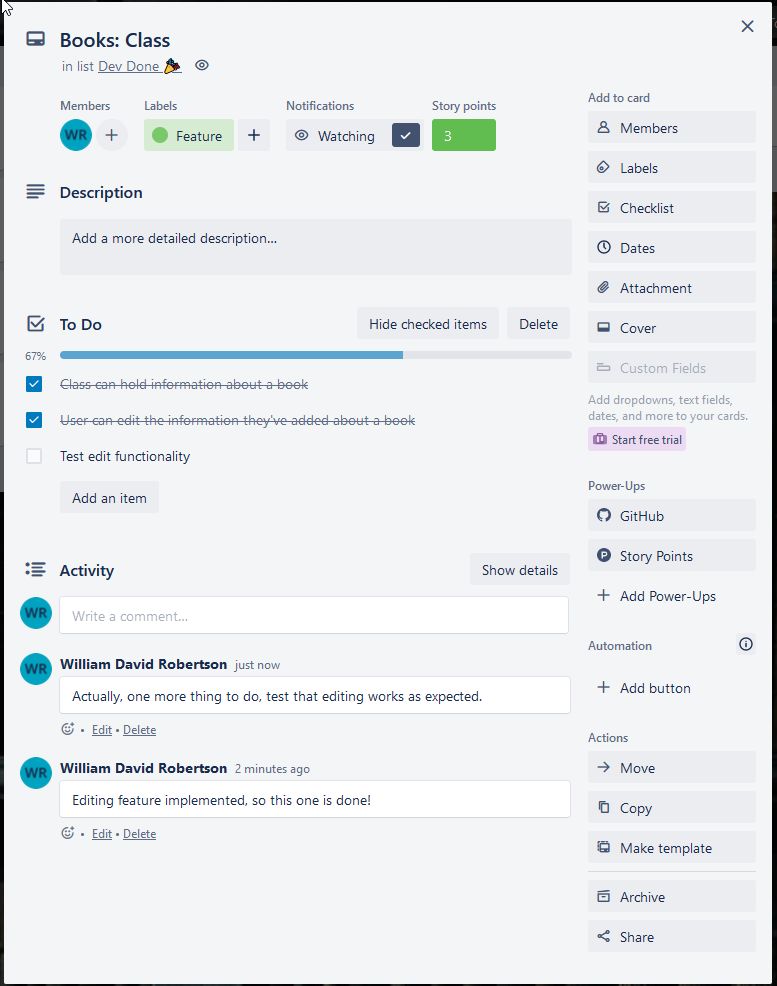 Books: Class
in list Dev Done 🎉
Members Labels Notifications Story points
WR Feature Watching 3
Description
Add a more detailed description...
To Do Hide checked items Delete
67%
Class can hold information about a book
User can edit the information they've added about a book
Test edit functionality
Add an item
Activity Show details
WR Write a comment...
WR William David Robertson just now
Actually, one more thing to do, test that editing works as expected.
Edit • Delete
WR William David Robertson 2 minutes ago
Editing feature implemented, so this one is done!
Edit • Delete
Add to card
Members
Labels
Checklist
Dates
Attachment
Cover
Custom Fields
Add dropdowns, text fields,
dates, and more to your cards.
Start free trial
Power-Ups
GitHub
P Story Points
Add Power-Ups
Automation
Add button
Actions
Move
Copy
Make template
Archive
Share